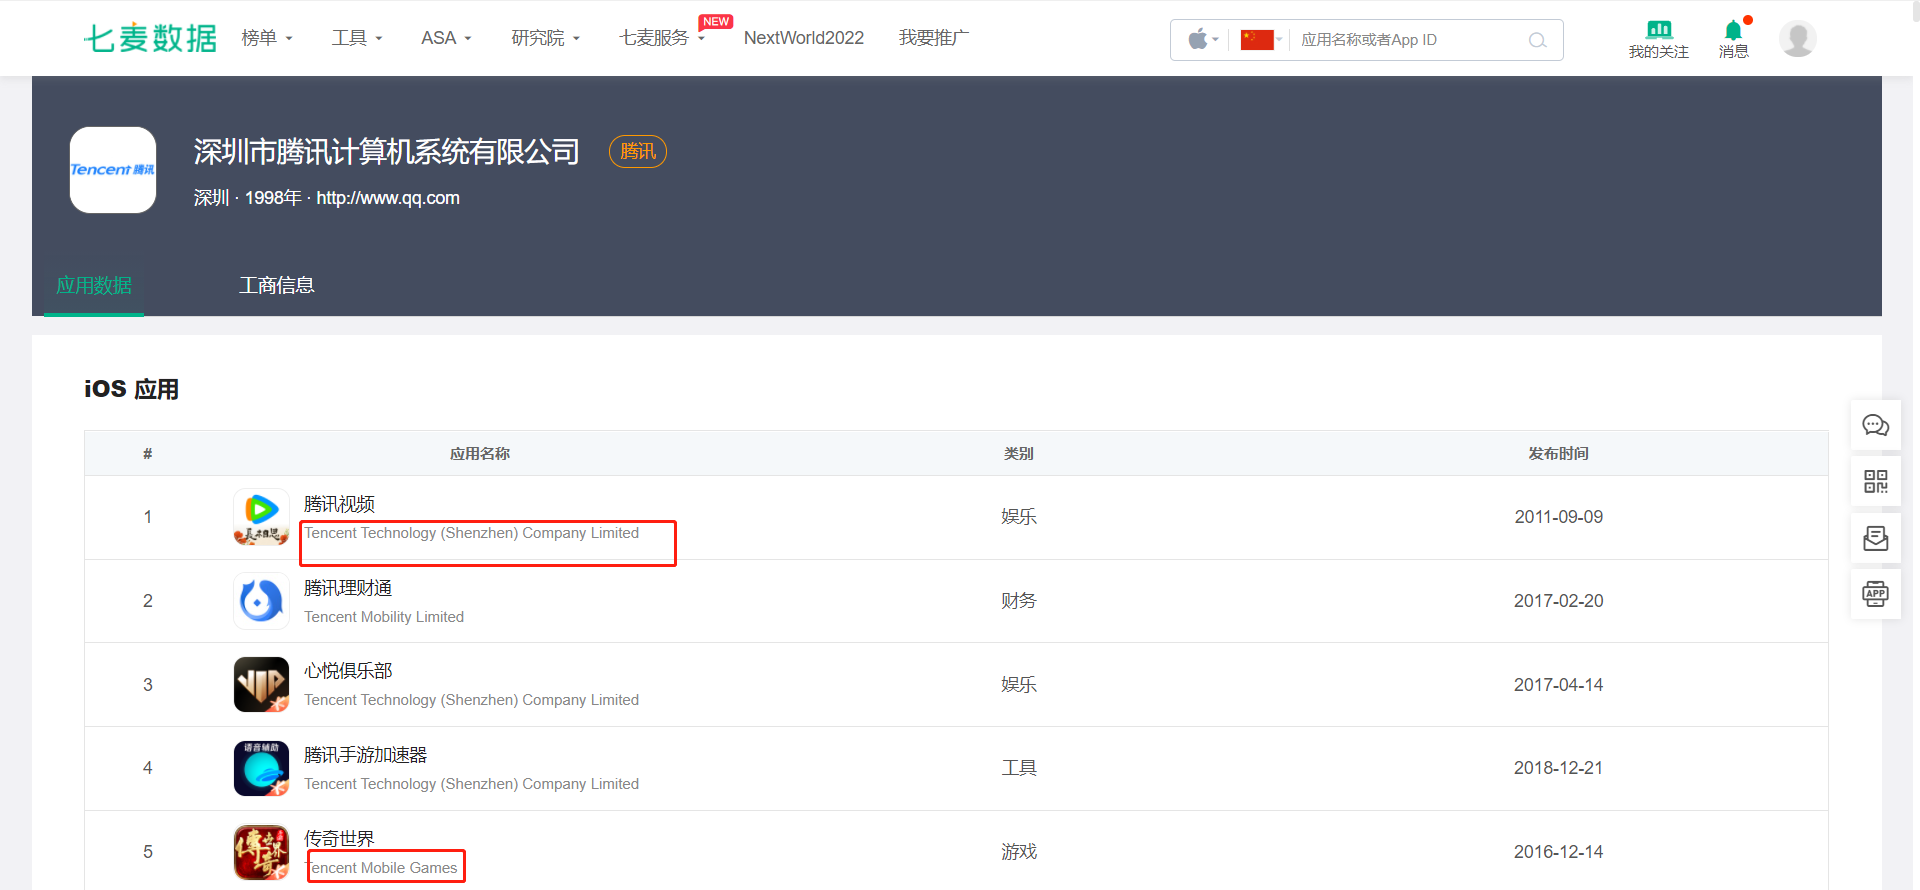 七麦数据 榜单 工具 ASA 研究院 七麦服务 NEW NextWorld2022 我要推广 应用名称或者App ID 我的关注 消息
Tencent 腾讯
深圳市腾讯计算机系统有限公司 腾讯
深圳 · 1998年 · http://www.qq.com
应用数据 工商信息
iOS 应用
# 应用名称 类别 发布时间
1 腾讯视频 娱乐 2011-09-09
Tencent Technology (Shenzhen) Company Limited
2 腾讯理财通 财务 2017-02-20
Tencent Mobility Limited
VIP
3 心悦俱乐部 娱乐 2017-04-14
Tencent Technology (Shenzhen) Company Limited
语音辅助
4 腾讯手游加速器 工具 2018-12-21
Tencent Technology (Shenzhen) Company Limited
5 传奇世界 游戏 2016-12-14
Tencent Mobile Games
APP